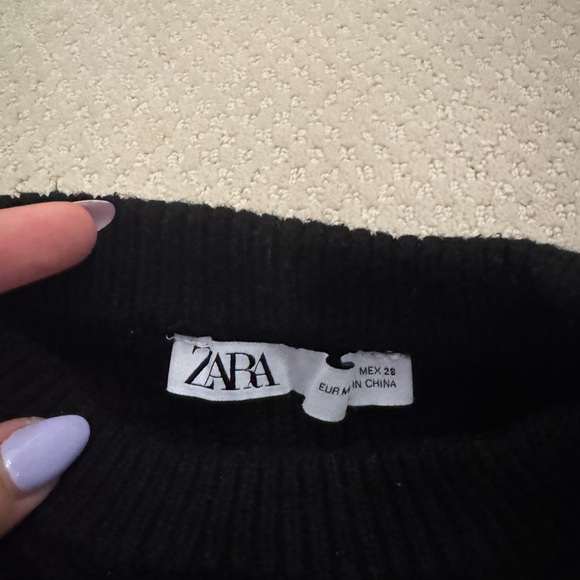 ZARA
MEX 28
EUR M
IN CHINA